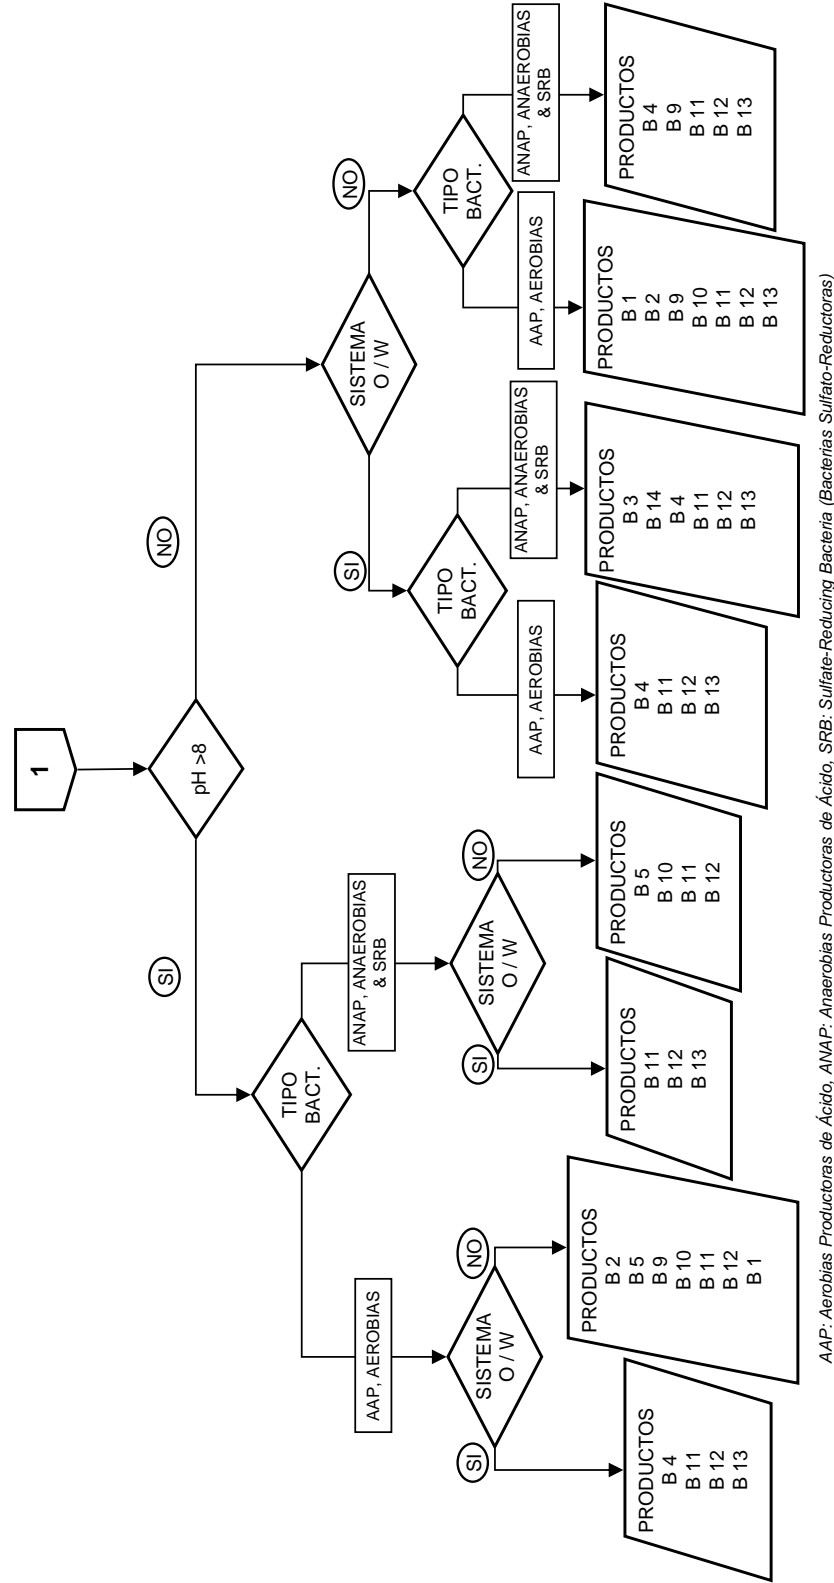 1
pH >8
SI
NO
TIPO
BACT.
SISTEMA
O / W
AAP, AEROBIAS
ANAP, ANAEROBIAS
& SRB
SI
NO
SISTEMA
O / W
SISTEMA
O / W
TIPO
BACT.
TIPO
BACT.
SI
NO
SI
NO
AAP, AEROBIAS
ANAP, ANAEROBIAS
& SRB
AAP, AEROBIAS
ANAP, ANAEROBIAS
& SRB
PRODUCTOS
B 4
B 11
B 12
B 13
PRODUCTOS
B 2
B 5
B 9
B 10
B 11
B 12
B 1
PRODUCTOS
B 11
B 12
B 13
PRODUCTOS
B 5
B 10
B 11
B 12
PRODUCTOS
B 4
B 11
B 12
B 13
PRODUCTOS
B 3
B 14
B 4
B 11
B 12
B 13
PRODUCTOS
B 1
B 2
B 9
B 10
B 11
B 12
B 13
PRODUCTOS
B 4
B 9
B 11
B 12
B 13
AAP: Aerobias Productoras de Ácido, ANAP: Anaerobias Productoras de Ácido, SRB: Sulfate-Reducing Bacteria (Bacterias Sulfato-Reductoras)